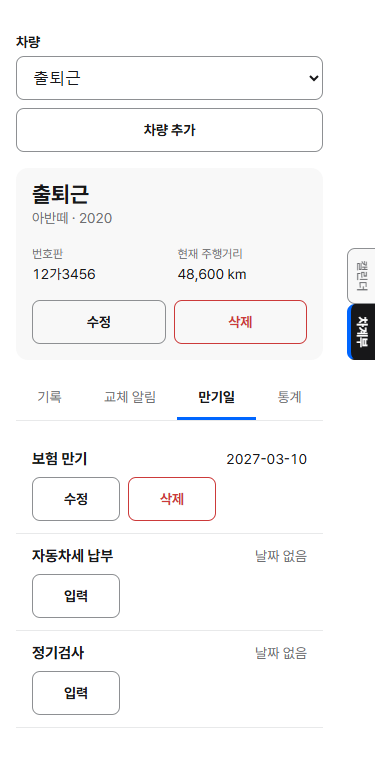 차량
출퇴근
차량 추가
출퇴근
아반떼 · 2020
번호판
현재 주행거리
12가3456
48,600 km
수정
삭제
캘린더
차계부
기록
교체 알림
만기일
통계
보험 만기
2027-03-10
수정
삭제
자동차세 납부
날짜 없음
입력
정기검사
날짜 없음
입력